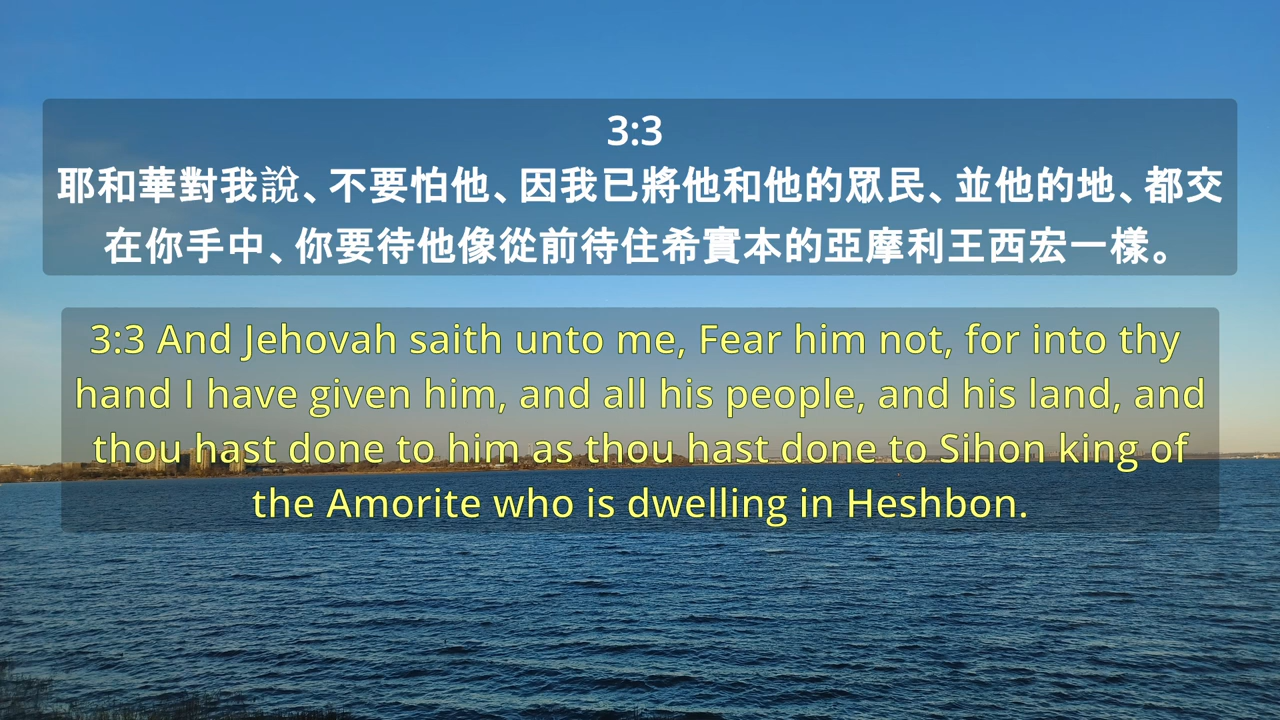 3:3
耶和華對我說、不要怕他、因我已將他和他的眾民、並他的地、都交
在你手中、你要待他像從前待住希實本的亞摩利王西宏一樣。
3:3 And Jehovah saith unto me, Fear him not, for into thy
hand I have given him, and all his people, and his land, and
thou hast done to him as thou hast done to Sihon king of
the Amorite who is dwelling in Heshbon.